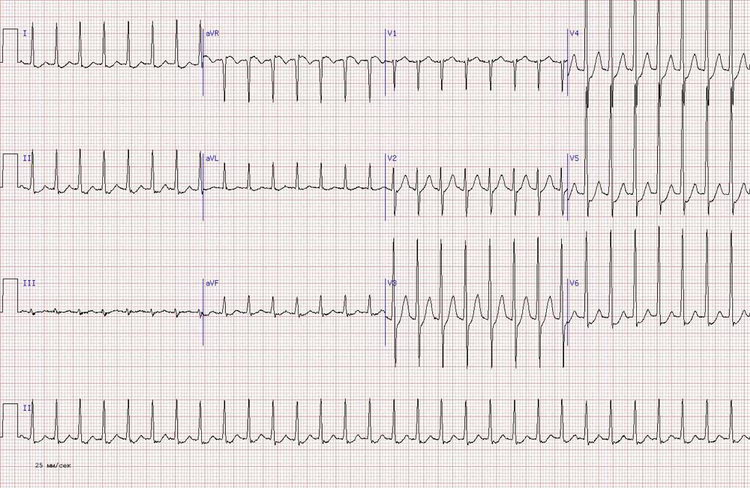 I aVR V1 V4
II aVL V2 V5
III aVF V3 V6
II
25 мм/сек